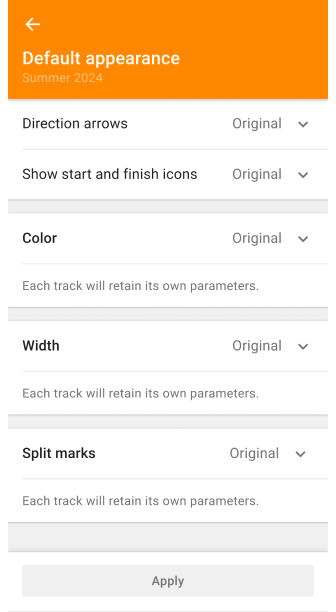 Default appearance
Summer 2024
Direction arrows Original
Show start and finish icons Original
Color Original
Each track will retain its own parameters.
Width Original
Each track will retain its own parameters.
Split marks Original
Each track will retain its own parameters.
Apply